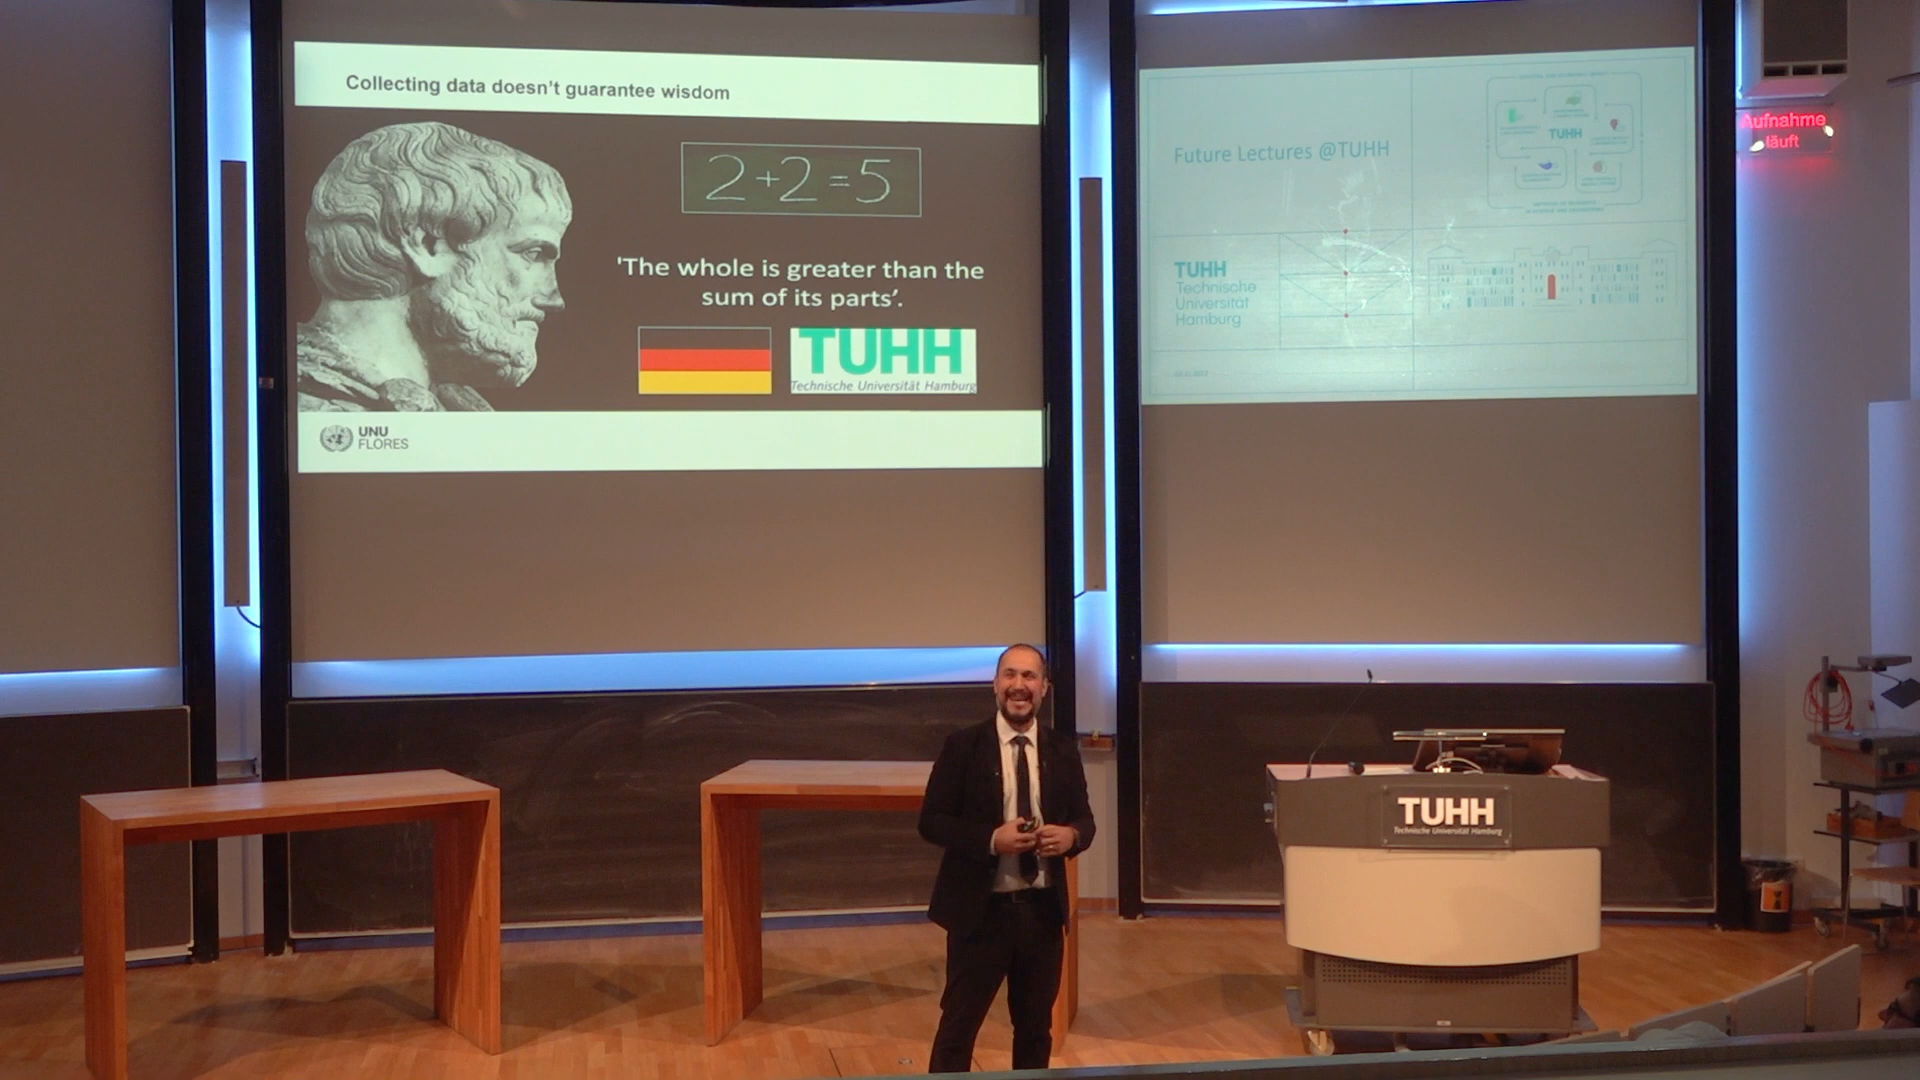 Collecting data doesn’t guarantee wisdom
2+2=5
'The whole is greater than the
sum of its parts’.
TUHH
Technische Universität Hamburg
UNU
FLORES
Future Lectures @TUHH
TUHH
TUHH
Technische
Universität
Hamburg
Aufnahme
läuft
TUHH
Technische Universität Hamburg